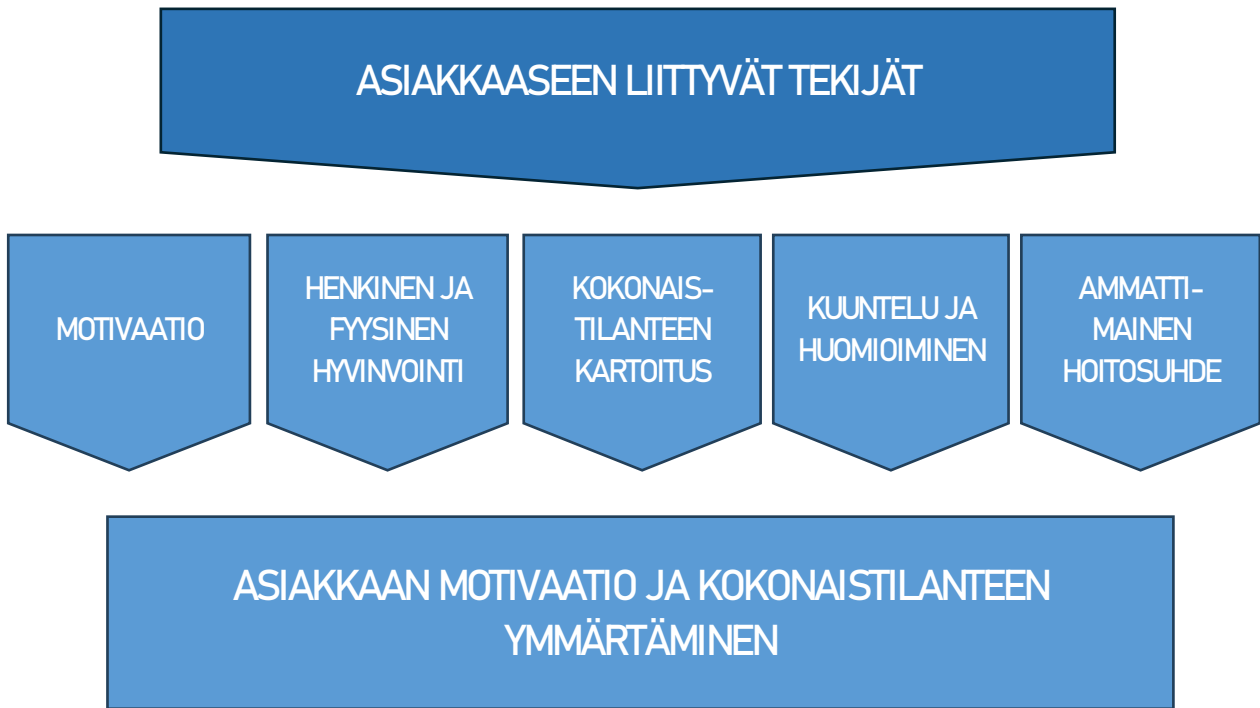 ASIAKKAASEEN LIITTYVÄT TEKIJÄT
MOTIVAATIO
HENKINEN JA
FYYSINEN
HYVINVOINTI
KOKONAIS-
TILANTEEN
KARTOITUS
KUUNTELU JA
HUOMIOIMINEN
AMMATTI-
MAINEN
HOITOSUHDE
ASIAKKAAN MOTIVAATIO JA KOKONAISTILANTEEN
YMMÄRTÄMINEN